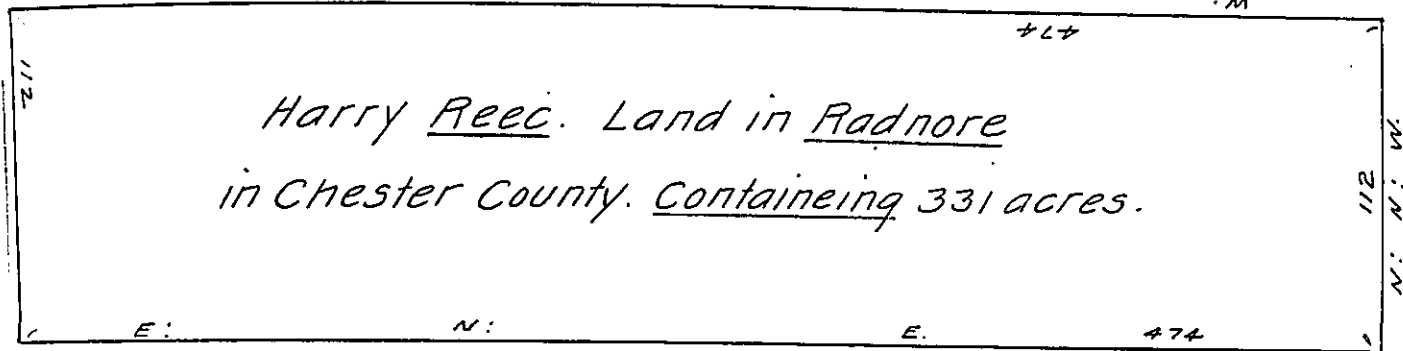 W.
474
112
Harry Reec. Land in Radnore
in Chester County. Containeing 331 acres.
112
N: N: W
E: N: E. 474